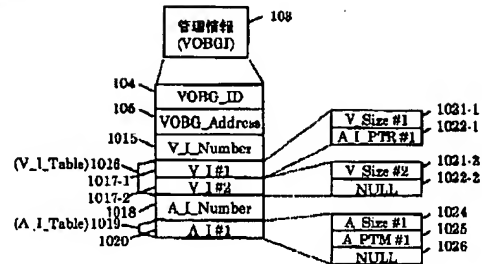 管理情報
(VOBGI)
103
104
VOBG_ID
105
VOBG_Address
1015
V_I_Number
(V_I_Table) 1016
1017-1
V_I#1
1017-2
V_I#2
1018
A_I_Number
(A_I_Table) 1019
1020
A_I#1
V_Size #1
1021-1
A_I_PTR #1
1022-1
V_Size #2
1021-2
NULL
1022-2
A_Size #1
1024
A_PTM #1
1025
NULL
1026